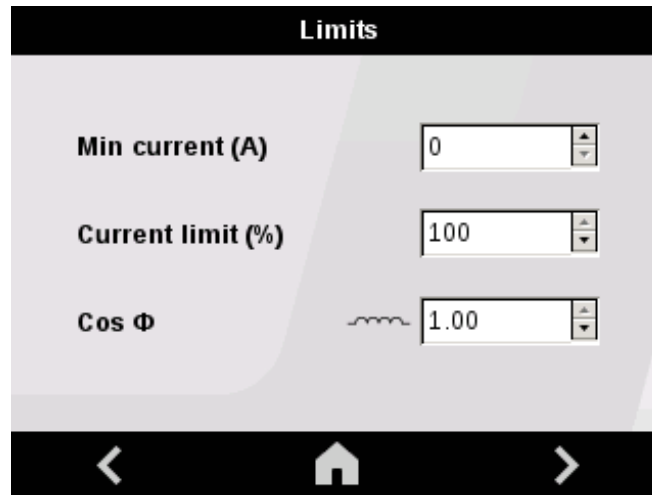 Limits
Min current (A) 0
Current limit (%) 100
Cos Φ 1.00